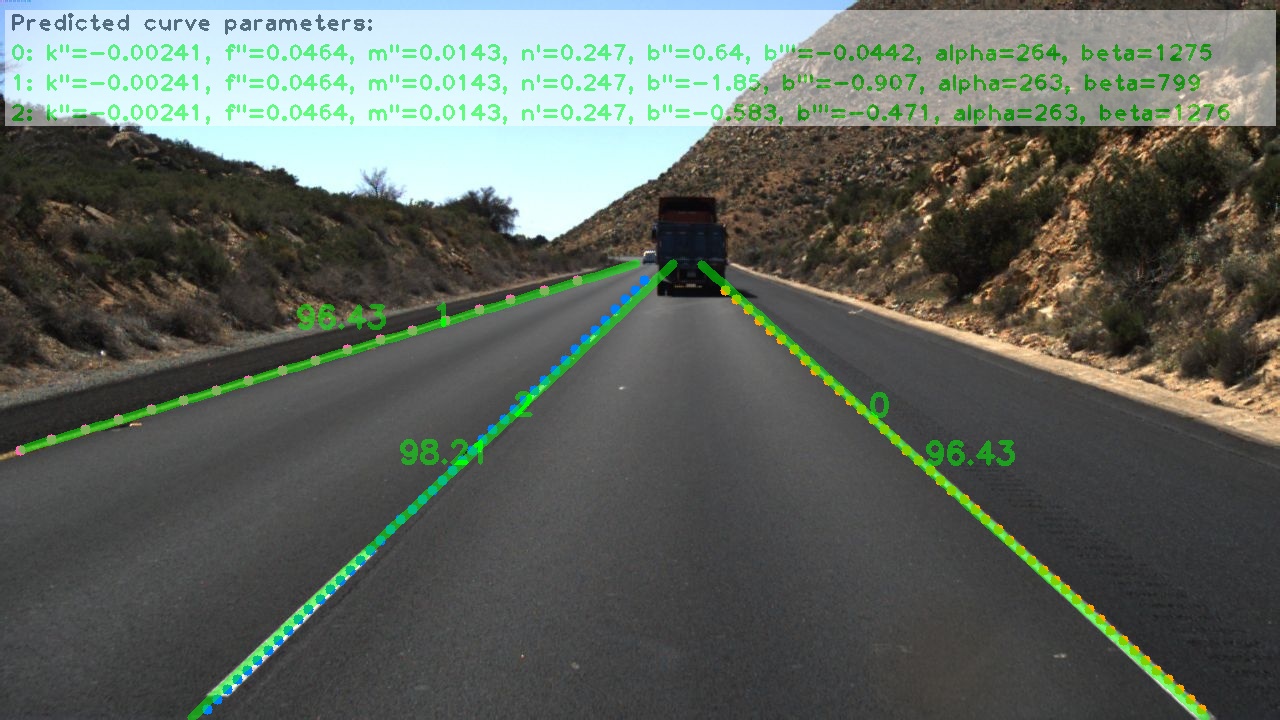 Predicted curve parameters:
0: k''=-0.00241, f''=0.0464, m''=0.0143, n'=0.247, b''=0.64, b'''=-0.0442, alpha=264, beta=1275
1: k''=-0.00241, f''=0.0464, m''=0.0143, n'=0.247, b''=-1.85, b'''=-0.907, alpha=263, beta=799
2: k''=-0.00241, f''=0.0464, m''=0.0143, n'=0.247, b''=-0.583, b'''=-0.471, alpha=263, beta=1276
96.43 1
2 0
98.21 96.43